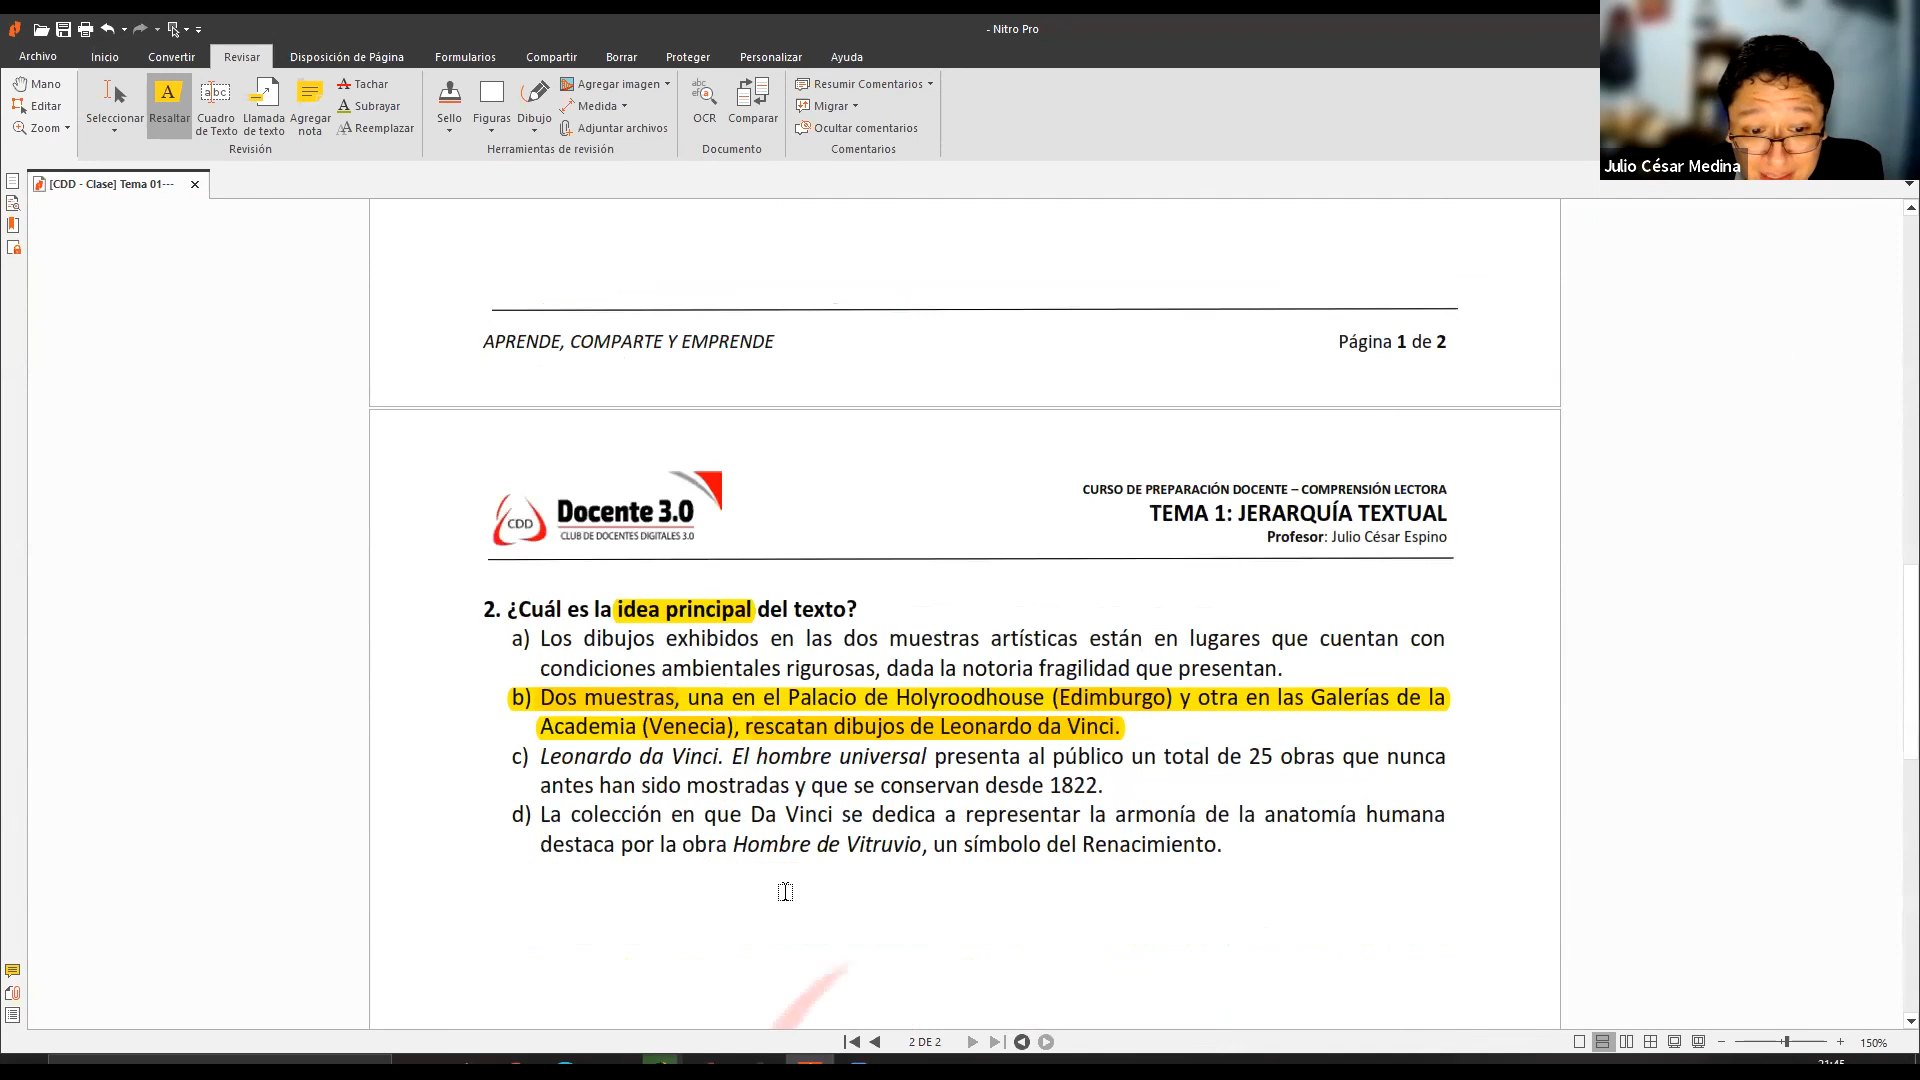 - Nitro Pro
Archivo Inicio Convertir Revisar Disposición de Página Formularios Compartir Borrar Proteger Personalizar Ayuda
Mano
Editar
Zoom
Seleccionar
A
Resaltar
abc
Cuadro de Texto
Llamada de texto
Agregar nota
A Tachar
A Subrayar
A Reemplazar
Revisión
Sello
Figuras
Dibujo
Agregar imagen
Medida
Adjuntar archivos
Herramientas de revisión
OCR
Comparar
Documento
Resumir Comentarios
Migrar
Ocultar comentarios
Comentarios
Julio César Medina
[CDD - Clase] Tema 01---
APRENDE, COMPARTE Y EMPRENDE
Página 1 de 2
CDD
Docente 3.0
CLUB DE DOCENTES DIGITALES 3.0
CURSO DE PREPARACIÓN DOCENTE – COMPRENSIÓN LECTORA
TEMA 1: JERARQUÍA TEXTUAL
Profesor: Julio César Espino
2. ¿Cuál es la idea principal del texto?
a) Los dibujos exhibidos en las dos muestras artísticas están en lugares que cuentan con
condiciones ambientales rigurosas, dada la notoria fragilidad que presentan.
b) Dos muestras, una en el Palacio de Holyroodhouse (Edimburgo) y otra en las Galerías de la
Academia (Venecia), rescatan dibujos de Leonardo da Vinci.
c) Leonardo da Vinci. El hombre universal presenta al público un total de 25 obras que nunca
antes han sido mostradas y que se conservan desde 1822.
d) La colección en que Da Vinci se dedica a representar la armonía de la anatomía humana
destaca por la obra Hombre de Vitruvio, un símbolo del Renacimiento.
2 DE 2
150%